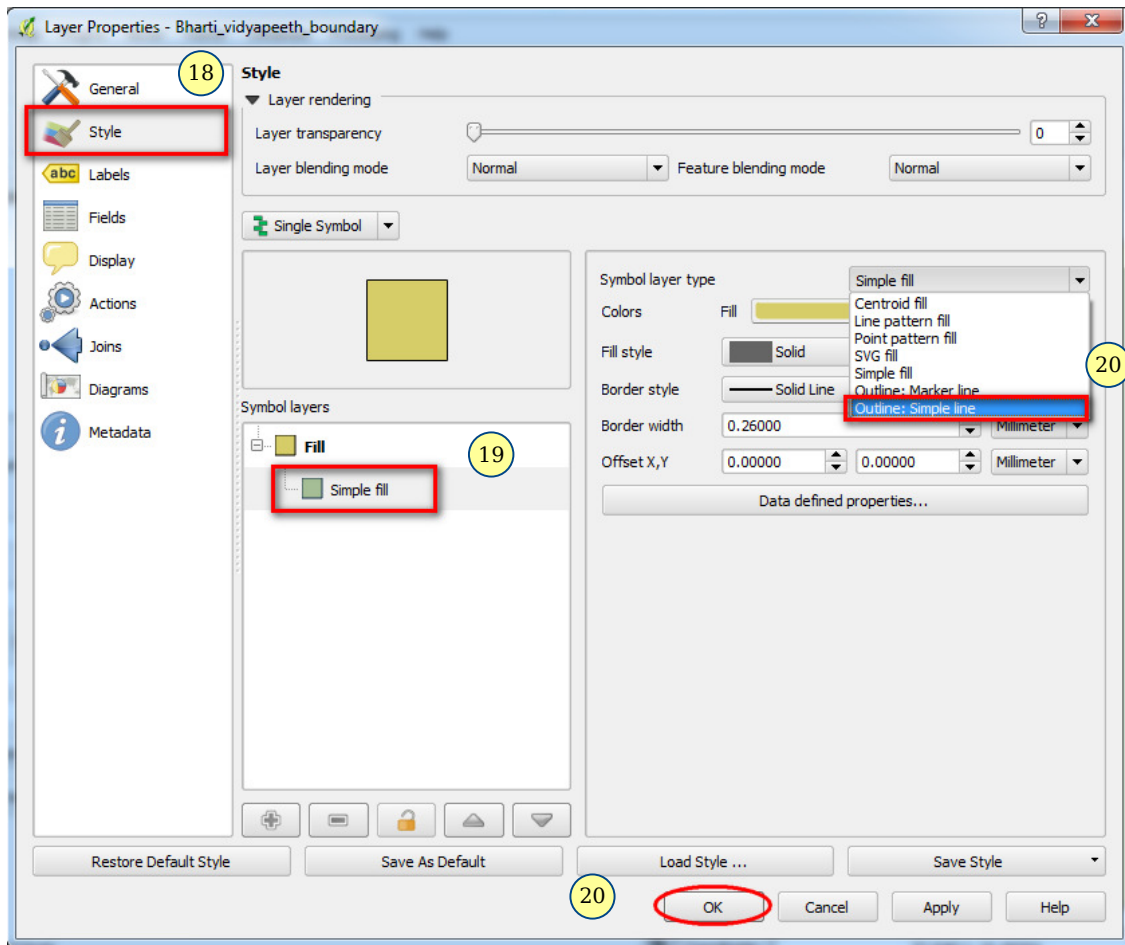 Layer Properties - Bharti_vidyapeeth_boundary
General
18
Style
Labels
Fields
Display
Actions
Joins
Diagrams
Metadata
Style
Layer rendering
Layer transparency
0
Layer blending mode
Normal
Feature blending mode
Normal
Single Symbol
Symbol layers
Fill
Simple fill
19
Symbol layer type
Simple fill
Centroid fill
Line pattern fill
Point pattern fill
SVG fill
Simple fill
Outline: Marker line
Outline: Simple line
20
Colors
Fill
Fill style
Solid
Border style
Solid Line
Border width
0.26000
Millimeter
Offset X,Y
0.00000
0.00000
Millimeter
Data defined properties...
Restore Default Style
Save As Default
Load Style ...
Save Style
20
OK
Cancel
Apply
Help
abc